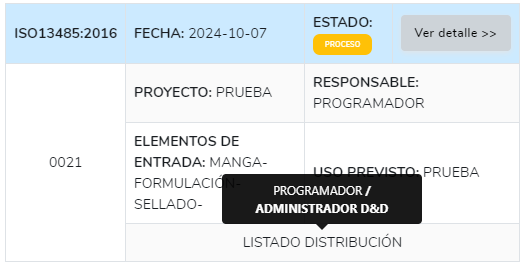 ISO13485:2016 FECHA: 2024-10-07 ESTADO: PROCESO Ver detalle >>
PROYECTO: PRUEBA
RESPONSABLE:
PROGRAMADOR
0021
ELEMENTOS DE
ENTRADA: MANGA-
FORMULACIÓN-
SELLADO-
USO PREVISTO: PRUEBA
PROGRAMADOR /
ADMINISTRADOR D&D
LISTADO DISTRIBUCIÓN